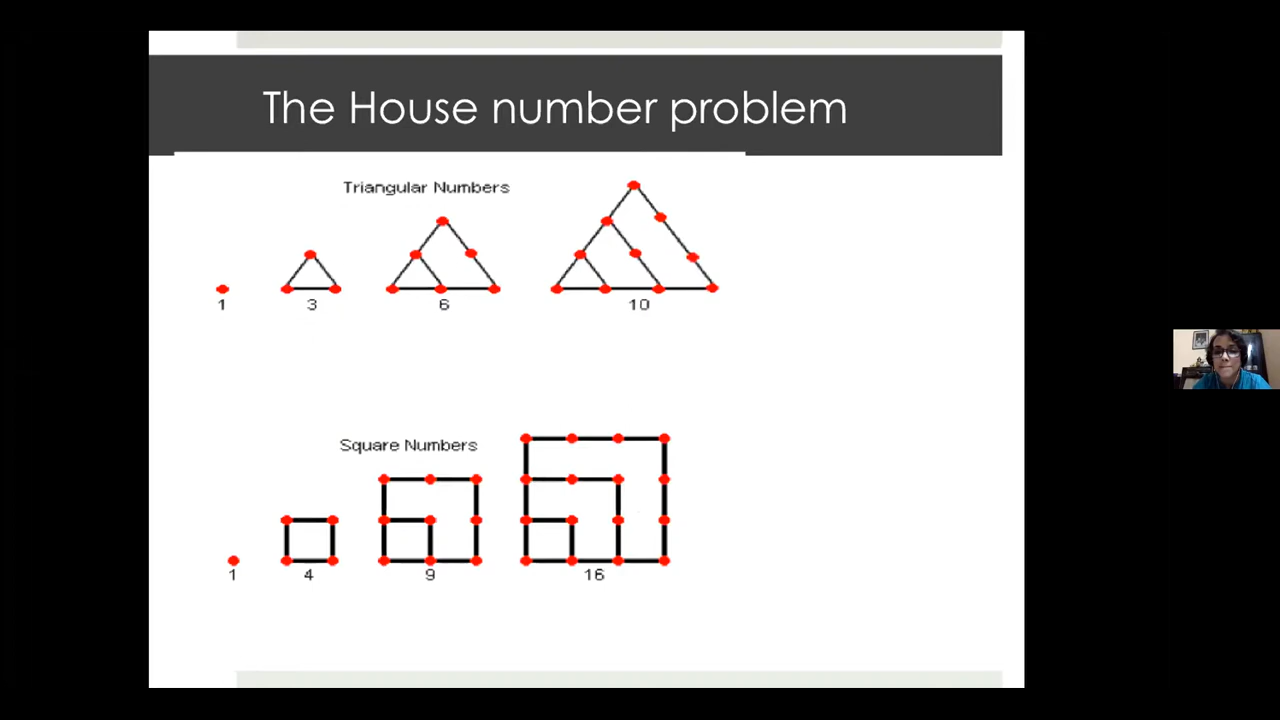 The House number problem
Triangular Numbers
1 3 6 10
Square Numbers
1 4 9 16